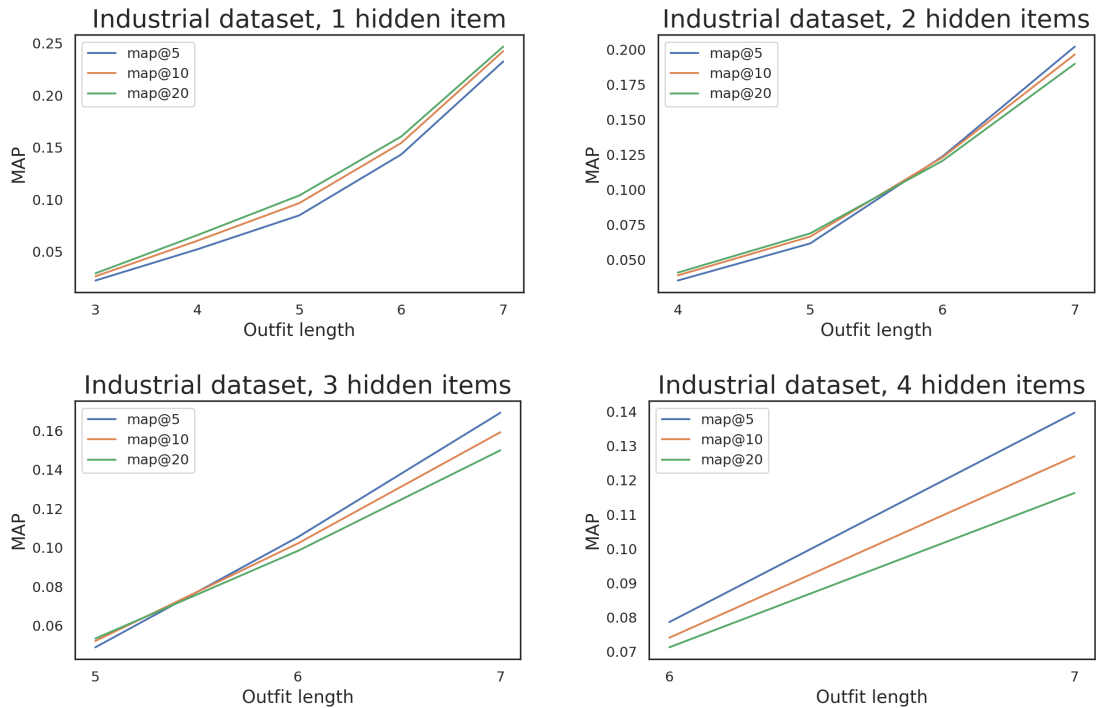 Industrial dataset, 1 hidden item
map@5
map@10
map@20
MAP
0.25
0.20
0.15
0.10
0.05
3 4 5 6 7
Outfit length
Industrial dataset, 2 hidden items
map@5
map@10
map@20
MAP
0.200
0.175
0.150
0.125
0.100
0.075
0.050
4 5 6 7
Outfit length
Industrial dataset, 3 hidden items
map@5
map@10
map@20
MAP
0.16
0.14
0.12
0.10
0.08
0.06
5 6 7
Outfit length
Industrial dataset, 4 hidden items
map@5
map@10
map@20
MAP
0.14
0.13
0.12
0.11
0.10
0.09
0.08
0.07
6 7
Outfit length